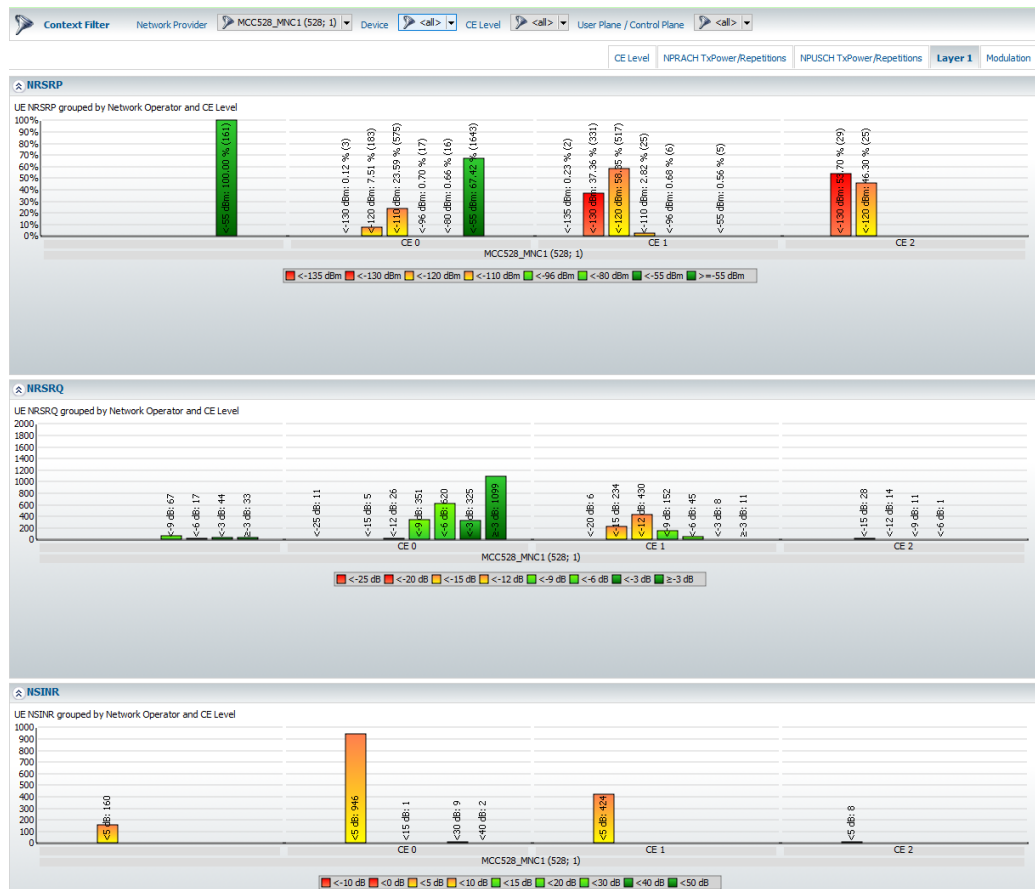 Context Filter Network Provider MCC528_MNC1 (528; 1) Device <all> CE Level <all> User Plane / Control Plane <all>
CE Level NPRACH TxPower/Repetitions NPUSCH TxPower/Repetitions Layer 1 Modulation
NRSRP
UE NRSRP grouped by Network Operator and CE Level
100%
90%
80%
70%
60%
50%
40%
30%
20%
10%
0%
<-55 dBm: 100.00 % (161)
<-130 dBm: 0.12 % (3)
<-120 dBm: 7.51 % (183)
<-110 dBm: 23.59 % (575)
<-96 dBm: 0.70 % (17)
<-80 dBm: 0.66 % (16)
<-55 dBm: 67.42 % (1643)
<-135 dBm: 0.23 % (2)
<-130 dBm: 37.36 % (331)
<-120 dBm: 58.35 % (517)
<-110 dBm: 2.82 % (25)
<-96 dBm: 0.68 % (6)
<-55 dBm: 0.56 % (5)
<-130 dBm: 53.70 % (29)
<-120 dBm: 46.30 % (25)
CE 0 CE 1 CE 2
MCC528_MNC1 (528; 1)
<-135 dBm <-130 dBm <-120 dBm <-110 dBm <-96 dBm <-80 dBm <-55 dBm >=-55 dBm
NRSRQ
UE NRSRQ grouped by Network Operator and CE Level
2000
1800
1600
1400
1200
1000
800
600
400
200
0
<-9 dB: 67
<-6 dB: 17
<-3 dB: 44
≥-3 dB: 33
<-25 dB: 11
<-15 dB: 5
<-12 dB: 26
<-9 dB: 351
<-6 dB: 620
<-3 dB: 325
≥-3 dB: 1099
<-20 dB: 6
<-15 dB: 234
<-12 dB: 430
<-9 dB: 152
<-6 dB: 45
<-3 dB: 8
≥-3 dB: 11
<-15 dB: 28
<-12 dB: 14
<-9 dB: 11
<-6 dB: 1
CE 0 CE 1 CE 2
MCC528_MNC1 (528; 1)
<-25 dB <-20 dB <-15 dB <-12 dB <-9 dB <-6 dB <-3 dB ≥-3 dB
NSINR
UE NSINR grouped by Network Operator and CE Level
1000
900
800
700
600
500
400
300
200
100
0
<5 dB: 160
<5 dB: 946
<15 dB: 1
<30 dB: 9
<40 dB: 2
<5 dB: 424
<5 dB: 8
CE 0 CE 1 CE 2
MCC528_MNC1 (528; 1)
<-10 dB <0 dB <5 dB <10 dB <15 dB <20 dB <30 dB <40 dB <50 dB